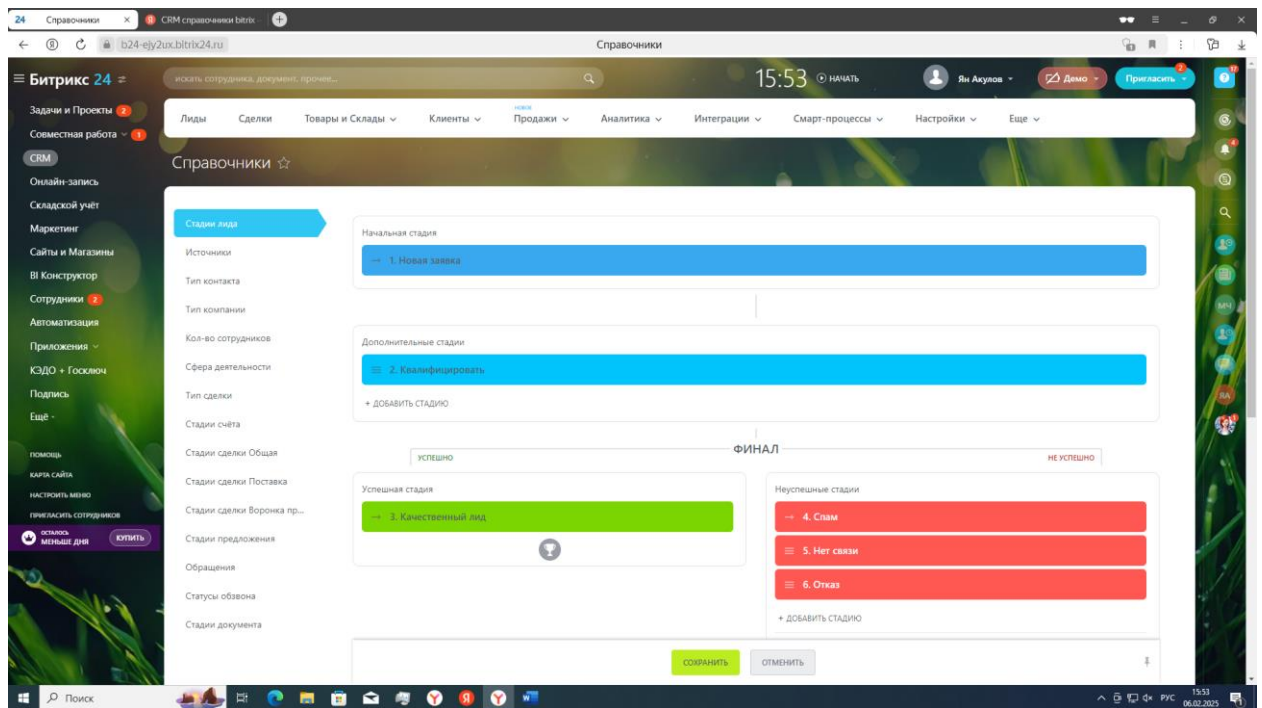 24 Справочники
CRM справочники bitrix
b24-ejy2ux.bitrix24.ru
Справочники
Битрикс 24
искать сотрудника, документ, прочее...
15:53 НАЧАТЬ
Ян Акулов
Демо
Пригласить
2
17
Задачи и Проекты 2
Совместная работа 1
CRM
Онлайн-запись
Складской учёт
Маркетинг
Сайты и Магазины
BI Конструктор
Сотрудники 2
Автоматизация
Приложения
КЭДО + Госключ
Подпись
Ещё -
ПОМОЩЬ
КАРТА САЙТА
НАСТРОИТЬ МЕНЮ
ПРИГЛАСИТЬ СОТРУДНИКОВ
ОСТАЛОСЬ
МЕНЬШЕ ДНЯ
КУПИТЬ
Лиды
Сделки
Товары и Склады
Клиенты
НОВОЕ
Продажи
Аналитика
Интеграции
Смарт-процессы
Настройки
Еще
Справочники
Стадии лида
Источники
Тип контакта
Тип компании
Кол-во сотрудников
Сфера деятельности
Тип сделки
Стадии счёта
Стадии сделки Общая
Стадии сделки Поставка
Стадии сделки Воронка пр...
Стадии предложения
Обращения
Статусы обзвона
Стадии документа
Начальная стадия
1. Новая заявка
Дополнительные стадии
2. Квалифицировать
+ ДОБАВИТЬ СТАДИЮ
ФИНАЛ
УСПЕШНО
НЕ УСПЕШНО
Успешная стадия
3. Качественный лид
Неуспешные стадии
4. Спам
5. Нет связи
6. Отказ
+ ДОБАВИТЬ СТАДИЮ
СОХРАНИТЬ
ОТМЕНИТЬ
4
МЧ
ЯА
Поиск
РУС
15:53
06.02.2025